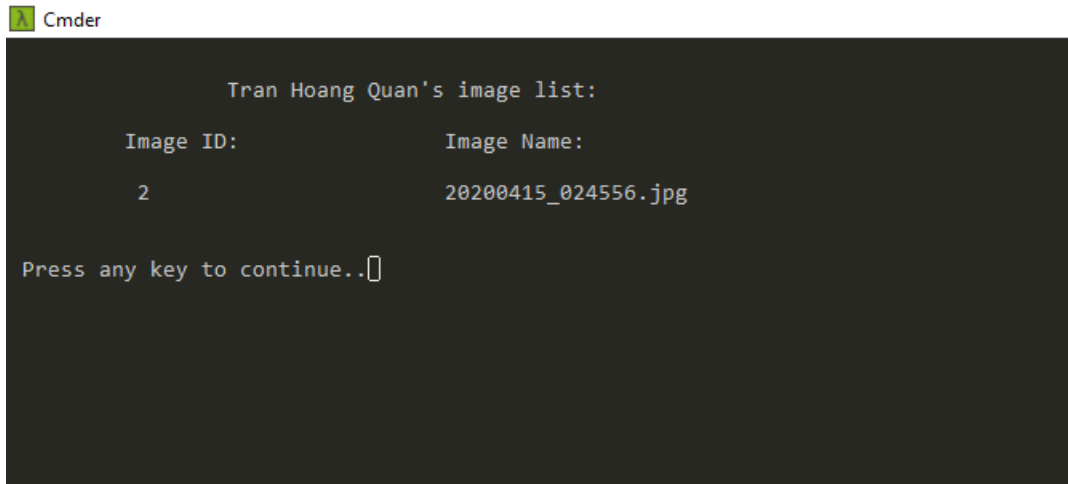 λ Cmder
Tran Hoang Quan's image list:
Image ID: Image Name:
2 20200415_024556.jpg
Press any key to continue..